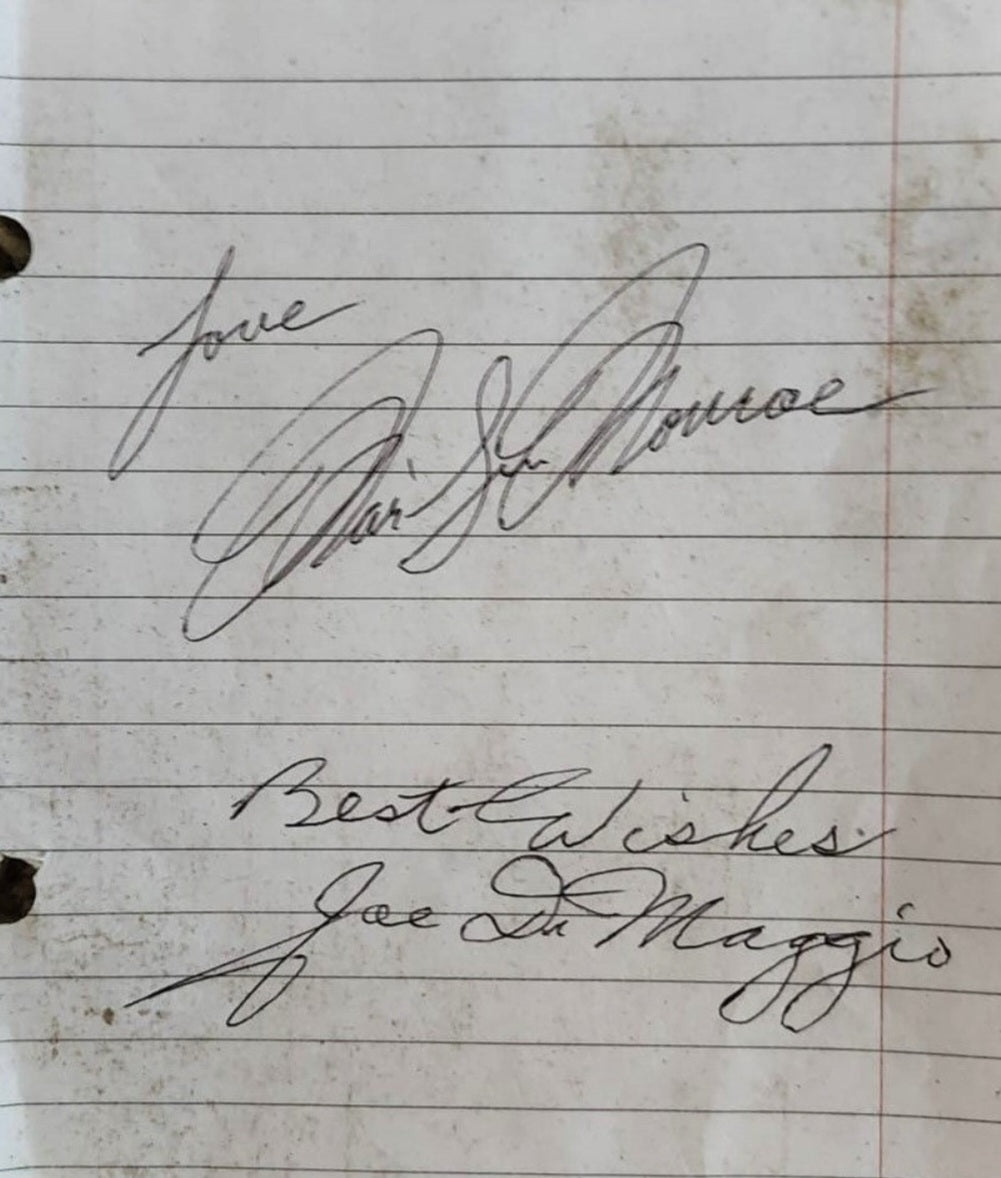 Love
Marilyn Monroe
Best Wishes
Joe DiMaggio